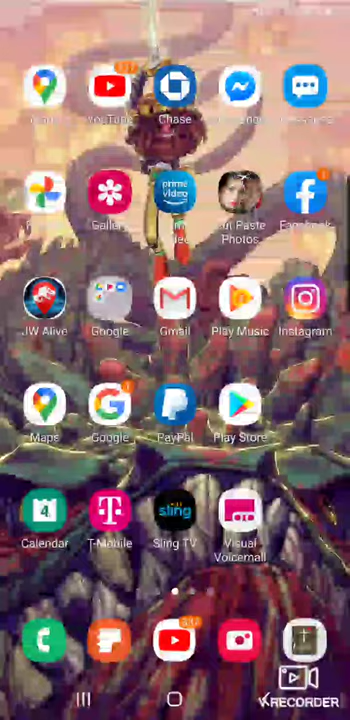 YouTube
Chase
prime video
Cut Paste Photos
Facebook
JW Alive
Google
Gmail
Play Music
Instagram
Maps
Google
PayPal
Play Store
4
sling
Calendar
T-Mobile
Sling TV
Visual Voicemail
RECORDER